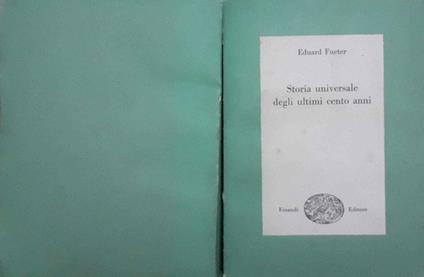 Eduard Fueter
Storia universale
degli ultimi cento anni
Einaudi Editore